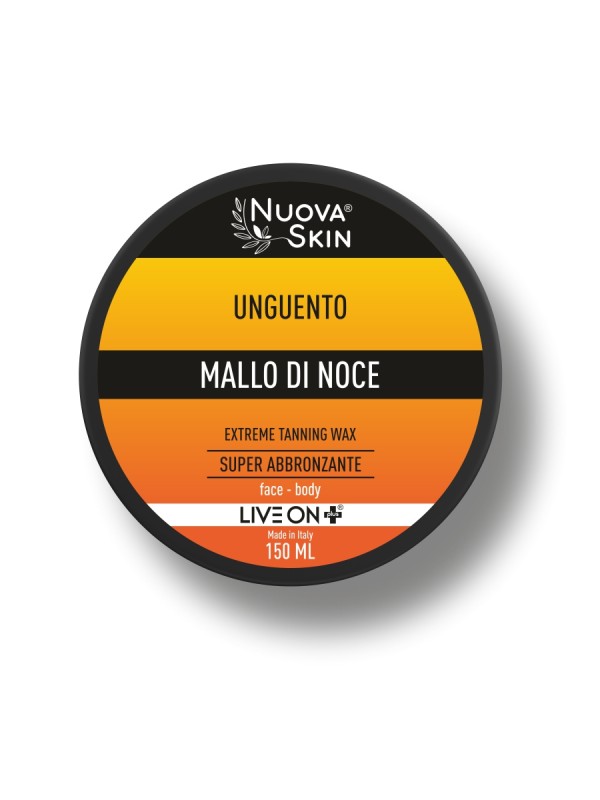 NUOVA®
SKIN
UNGUENTO
MALLO DI NOCE
EXTREME TANNING WAX
SUPER ABBRONZANTE
face - body
LIVE ON plus®
Made in Italy
150 ML